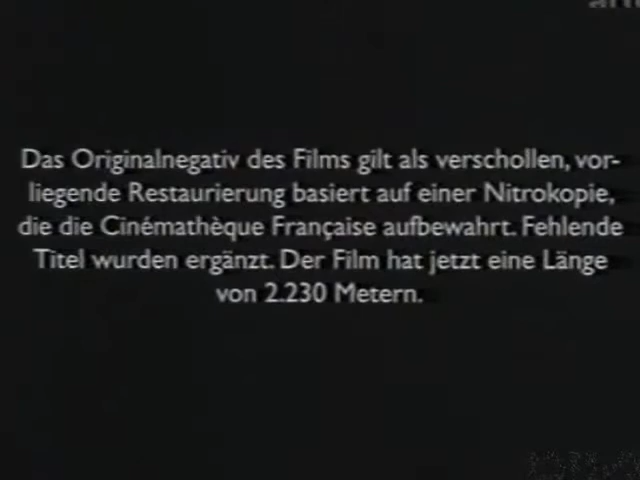 Das Originalnegativ des Films gilt als verschollen, vor-
liegende Restaurierung basiert auf einer Nitrokopie,
die die Cinémathèque Française aufbewahrt. Fehlende
Titel wurden ergänzt. Der Film hat jetzt eine Länge
von 2.230 Metern.